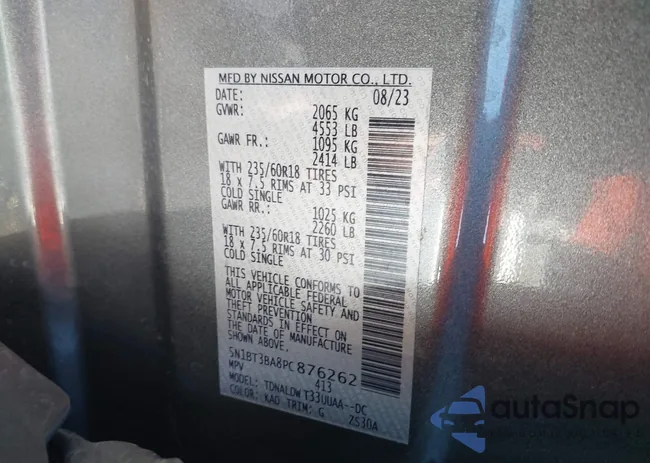 MFD BY NISSAN MOTOR CO., LTD.
DATE: 08/23
GVWR: 2065 KG
4553 LB
GAWR FR.: 1095 KG
2414 LB
WITH 235/60R18 TIRES
18 x 7.5 RIMS AT 33 PSI
COLD SINGLE
GAWR RR.: 1025 KG
2260 LB
WITH 235/60R18 TIRES
18 x 7.5 RIMS AT 30 PSI
COLD SINGLE
THIS VEHICLE CONFORMS TO
ALL APPLICABLE FEDERAL
MOTOR VEHICLE SAFETY AND
THEFT PREVENTION
STANDARDS IN EFFECT ON
THE DATE OF MANUFACTURE
SHOWN ABOVE.
5N1BT3BA8PC876262
MPV 413
MODEL: TDNALDWT33UUAA--DC
COLOR: KAD TRIM: G 2S30A
autoSnap